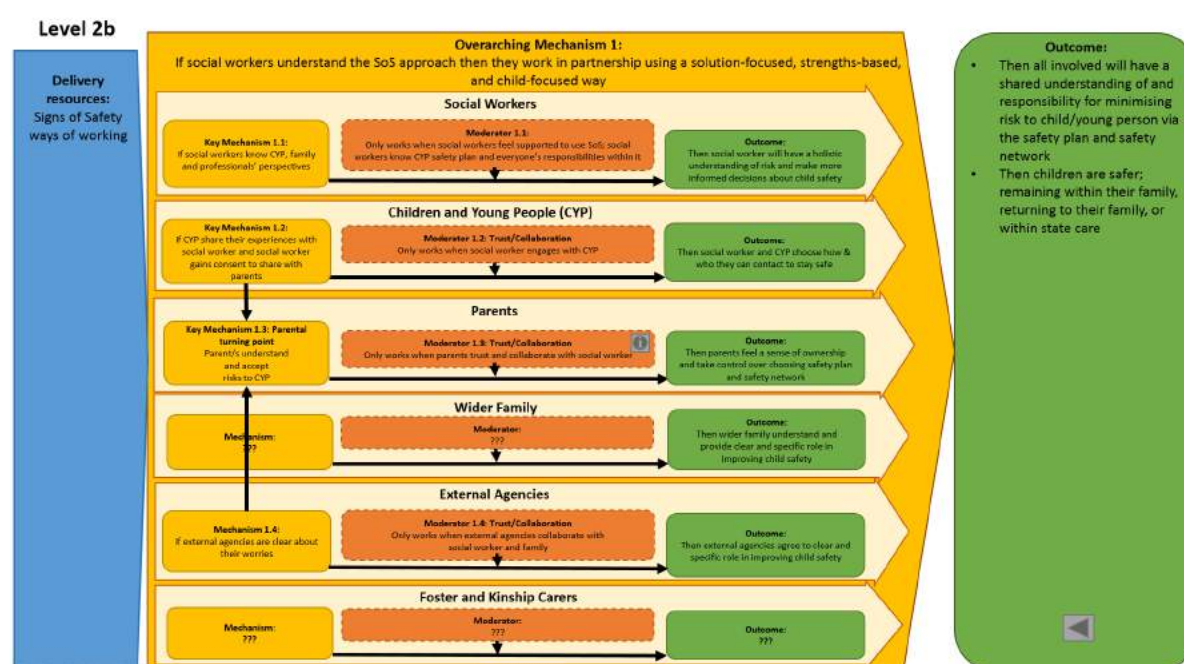 Level 2b
Delivery
resources:
Signs of Safety
ways of working
Overarching Mechanism 1:
If social workers understand the SoS approach then they work in partnership using a solution-focused, strengths-based,
and child-focused way
Social Workers
Key Mechanism 1.1:
If social workers know CYP, family
and professionals' perspectives
Moderator 1.1:
Only works when social workers feel supported to use SoS; social
workers know CYP safety plan and everyone's responsibilities within it
Outcome:
Then social worker will have a holistic
understanding of risk and make more
informed decisions about child safety
Children and Young People (CYP)
Key Mechanism 1.2:
If CYP share their experiences with
social worker and social worker
gains consent to share with
parents
Moderator 1.2: Trust/Collaboration
Only works when social worker engages with CYP
Outcome:
Then social worker and CYP choose how &
who they can contact to stay safe
Parents
Key Mechanism 1.3: Parental
turning point
Parent/s understand
and accept
risks to CYP
Moderator 1.3: Trust/Collaboration
Only works when parents trust and collaborate with social worker
Outcome:
Then parents feel a sense of ownership
and take control over choosing safety plan
and safety network
Wider Family
Mechanism:
???
Moderator:
???
Outcome:
Then wider family understand and
provide clear and specific role in
improving child safety
External Agencies
Mechanism 1.4:
If external agencies are clear about
their worries
Moderator 1.4: Trust/Collaboration
Only works when external agencies collaborate with
social worker and family
Outcome:
Then external agencies agree to clear and
specific role in improving child safety
Foster and Kinship Carers
Mechanism:
???
Moderator:
???
Outcome:
???
Outcome:
• Then all involved will have a
shared understanding of and
responsibility for minimising
risk to child/young person via
the safety plan and safety
network
• Then children are safer;
remaining within their family,
returning to their family, or
within state care